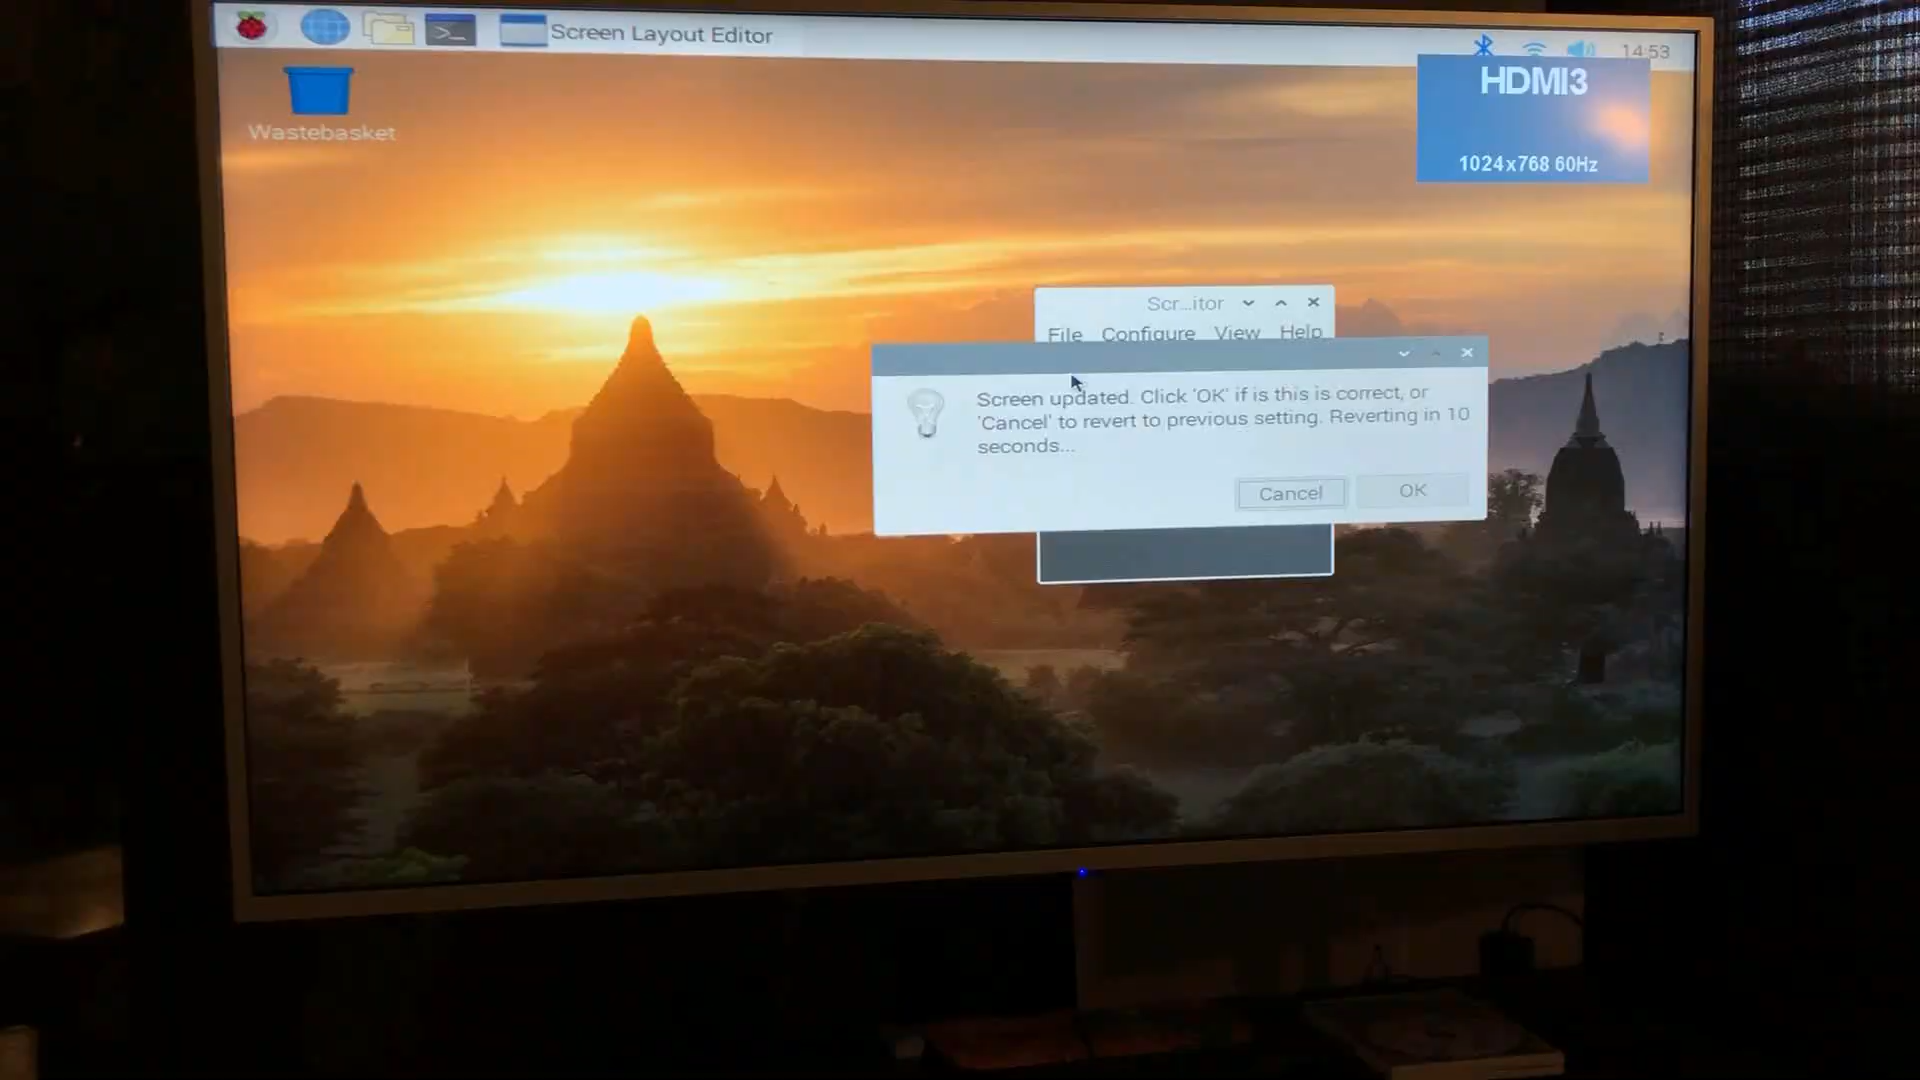 Screen Layout Editor
14:53
HDMI3
1024x768 60Hz
Wastebasket
Scr...itor
File Configure View Help
Screen updated. Click 'OK' if is this is correct, or
'Cancel' to revert to previous setting. Reverting in 10
seconds...
Cancel OK